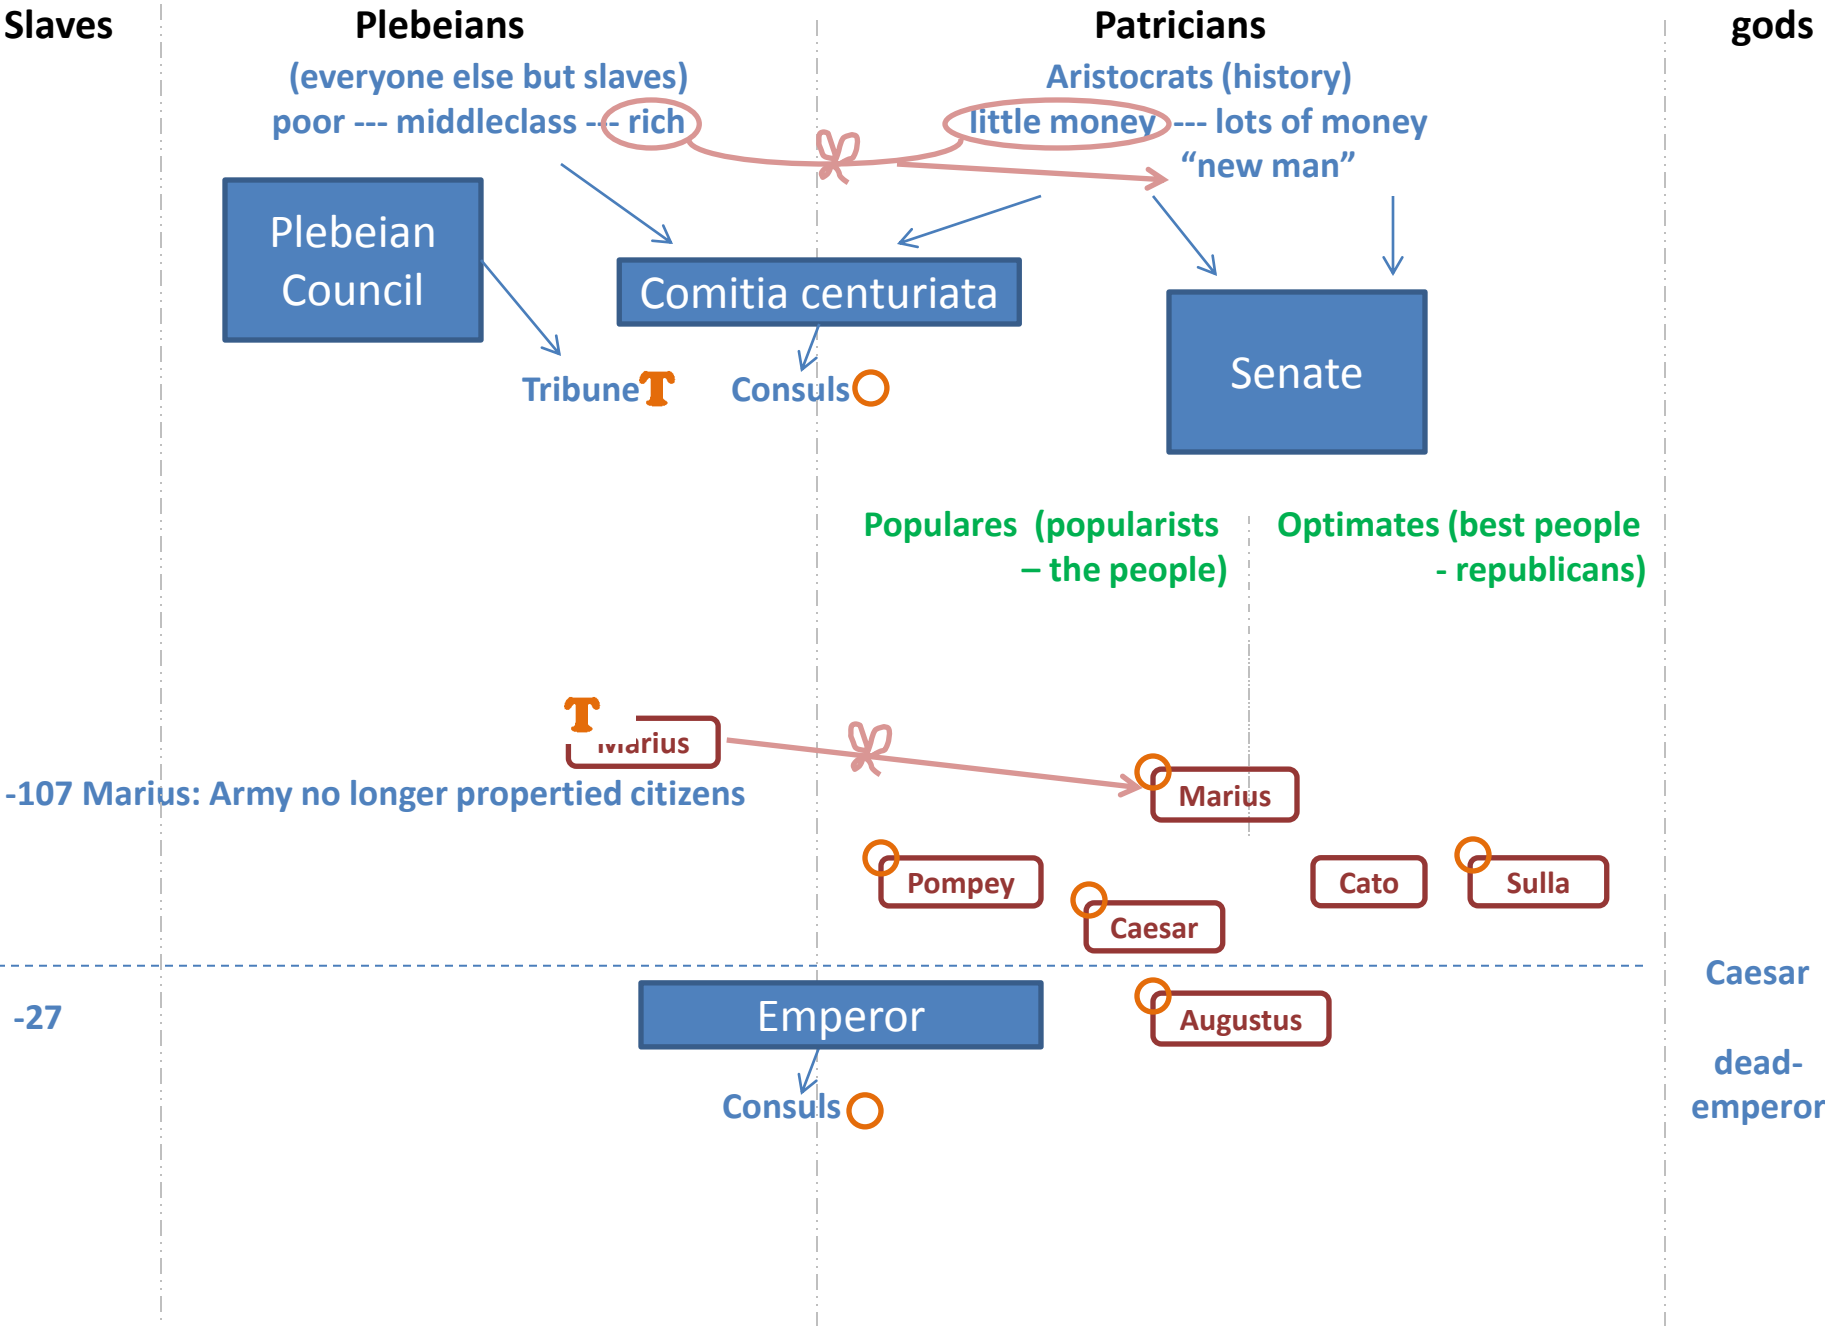 Slaves
Plebeians
Patricians
gods
(everyone else but slaves)
Aristocrats (history)
poor --- middleclass --- rich
little money --- lots of money
“new man”
Plebeian
Council
Comitia centuriata
Senate
Tribune T
Consuls
Populares (popularists
– the people)
Optimates (best people
- republicans)
T
Marius
Marius
-107 Marius: Army no longer propertied citizens
Pompey
Cato
Sulla
Caesar
Caesar
-27
Emperor
Augustus
dead-
emperor
Consuls